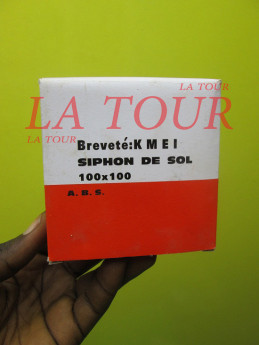 LA TOUR
LA TOUR
LA TOUR
Breveté:KMEI
SIPHON DE SOL
100x100
A.B.S.